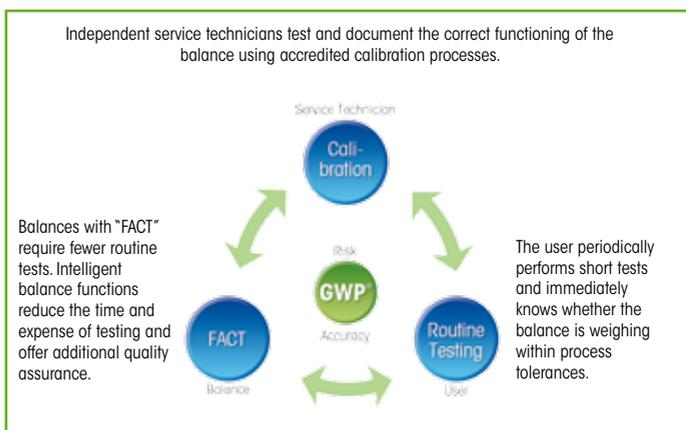 Independent service technicians test and document the correct functioning of the
balance using accredited calibration processes.
Service Technician
Cali-
bration
Balances with "FACT"
require fewer routine
tests. Intelligent
balance functions
reduce the time and
expense of testing and
offer additional quality
assurance.
Risk
GWP®
Accuracy
FACT
Balance
Routine
Testing
User
The user periodically
performs short tests
and immediately
knows whether the
balance is weighing
within process
tolerances.